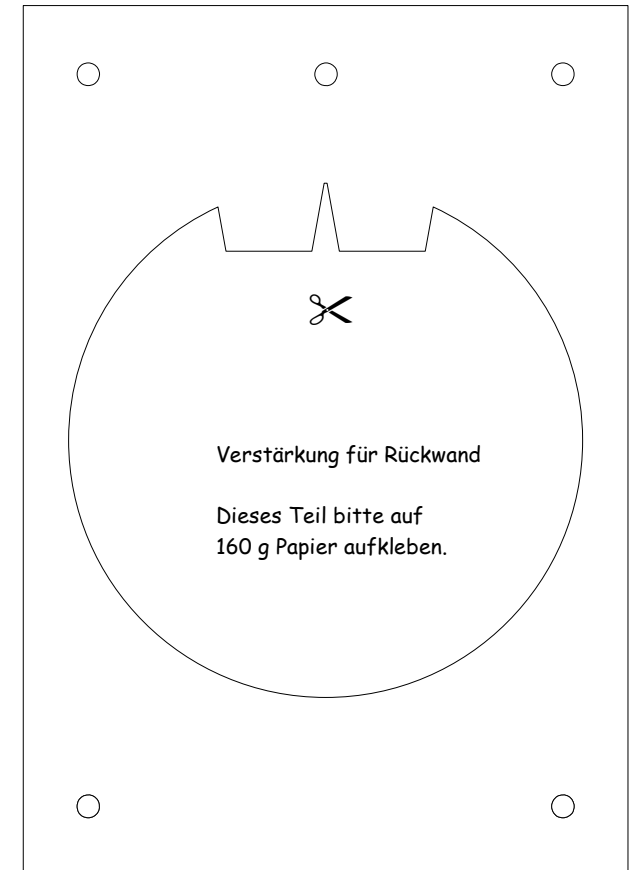 Verstärkung für Rückwand
Dieses Teil bitte auf
160 g Papier aufkleben.